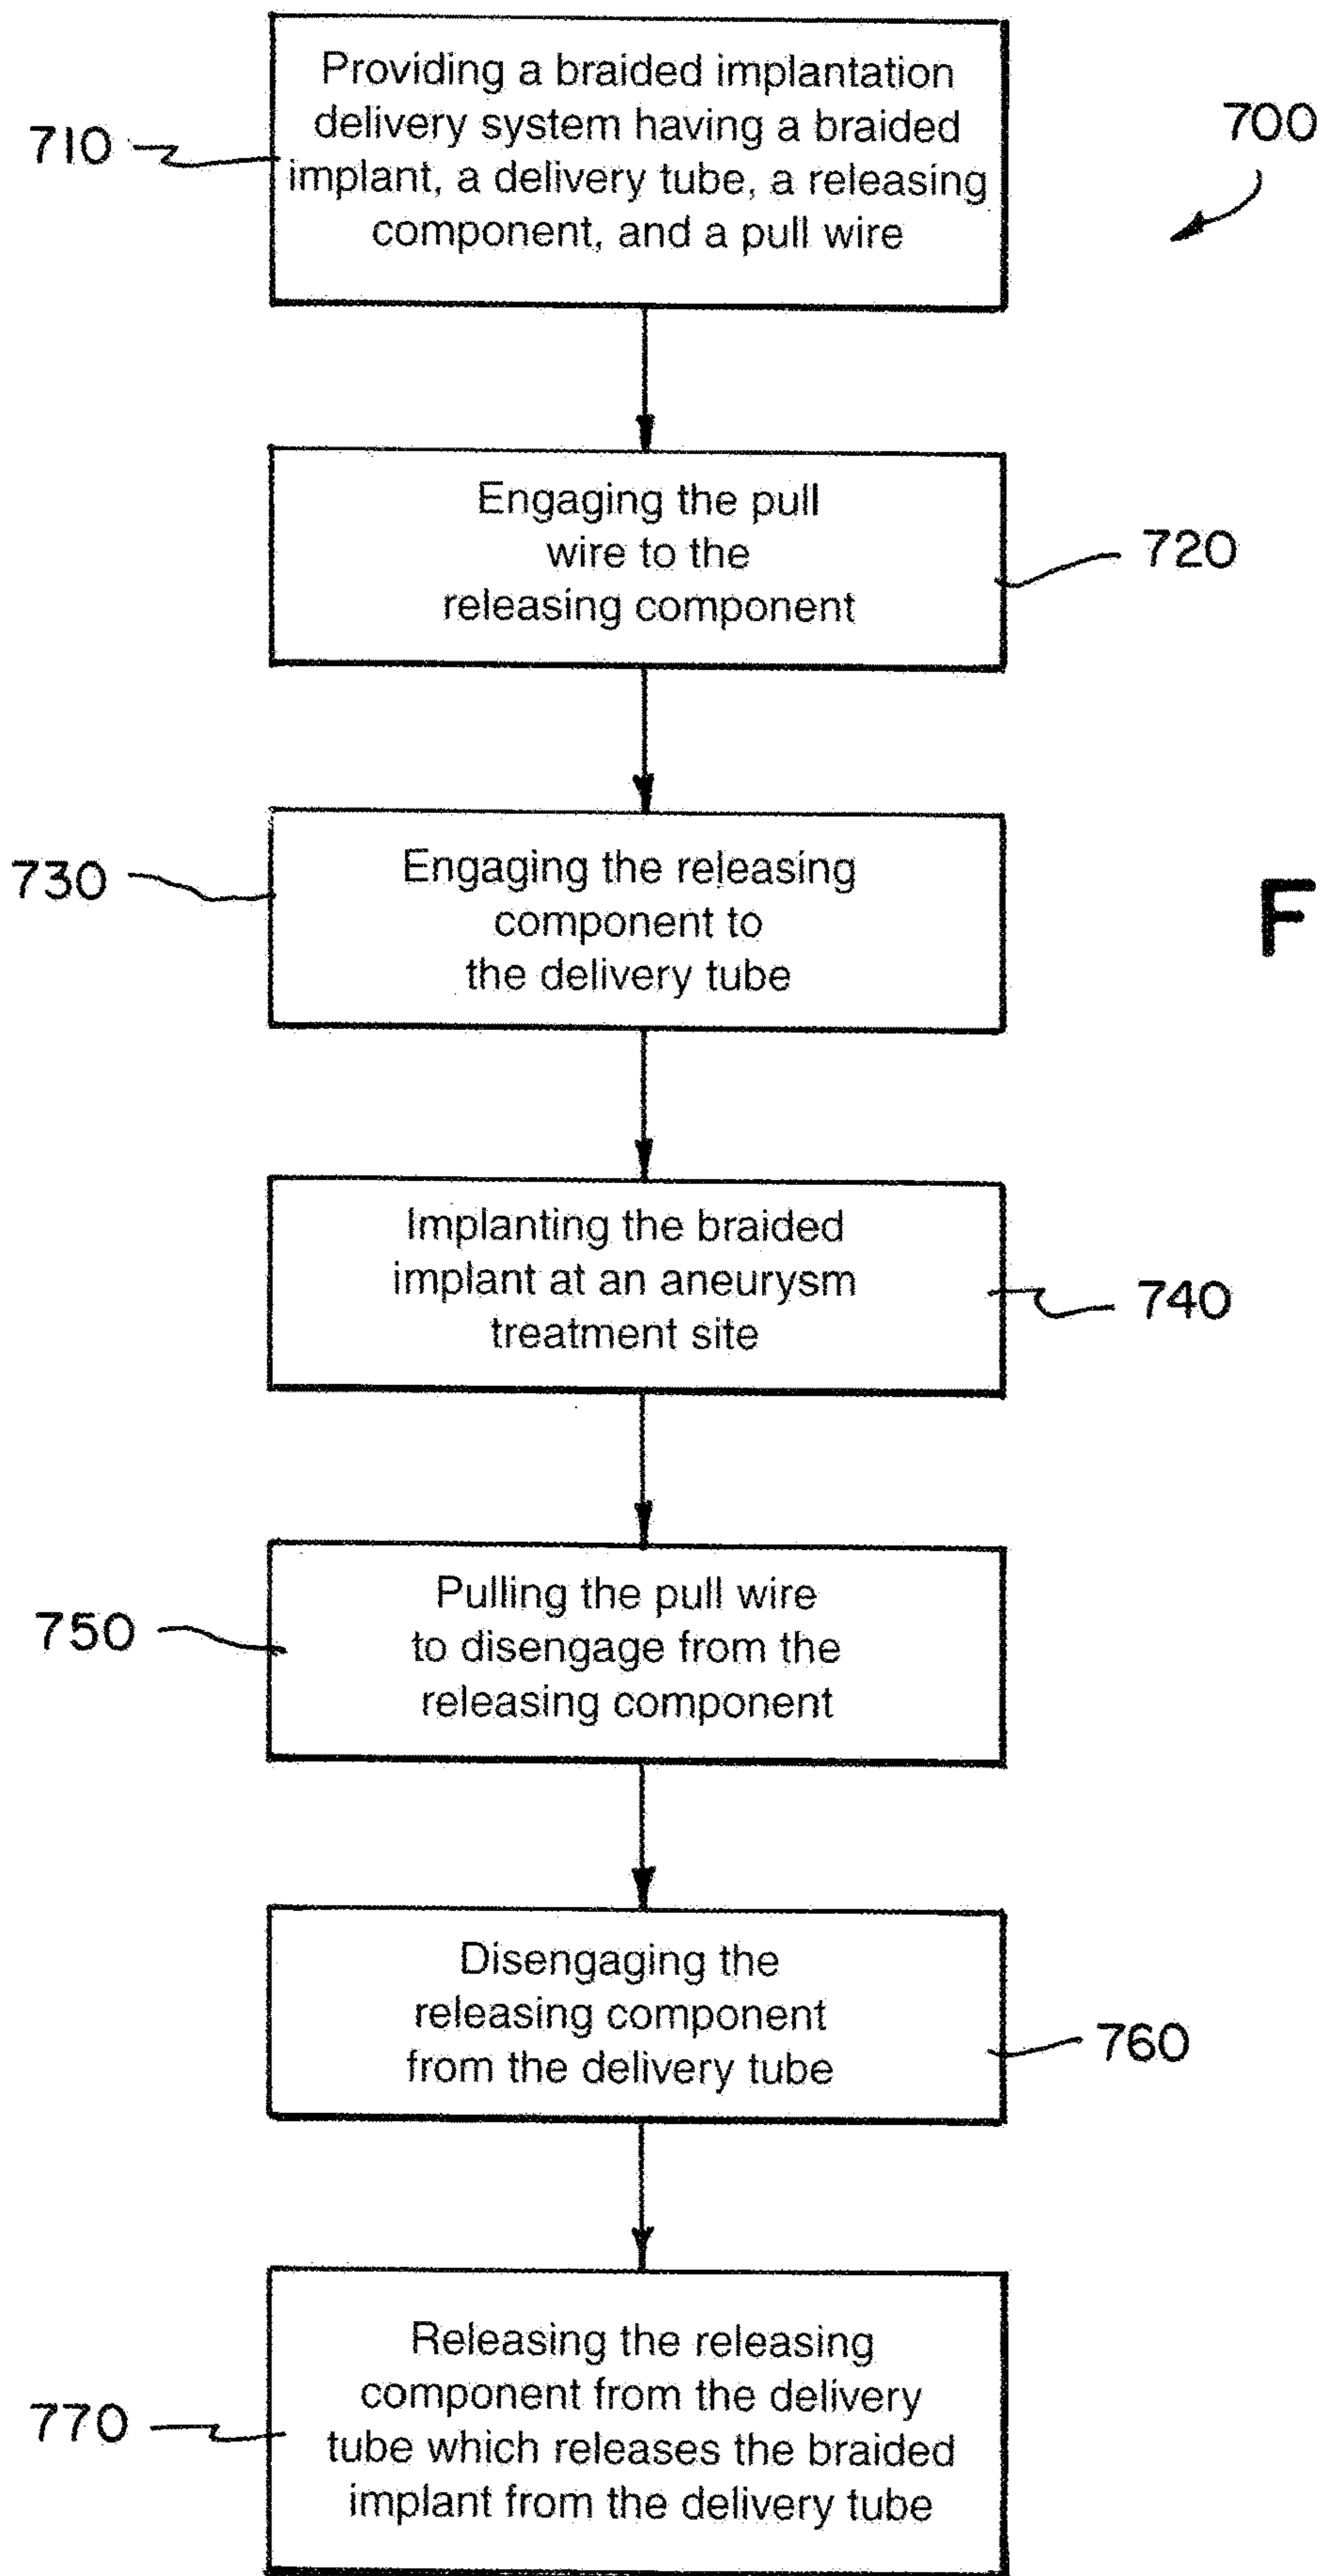 Providing a braided implantation
delivery system having a braided
implant, a delivery tube, a releasing
component, and a pull wire
710
700
Engaging the pull
wire to the
releasing component
720
Engaging the releasing
component to
the delivery tube
730
F
Implanting the braided
implant at an aneurysm
treatment site
740
Pulling the pull wire
to disengage from the
releasing component
750
Disengaging the
releasing component
from the delivery tube
760
Releasing the releasing
component from the delivery
tube which releases the braided
implant from the delivery tube
770